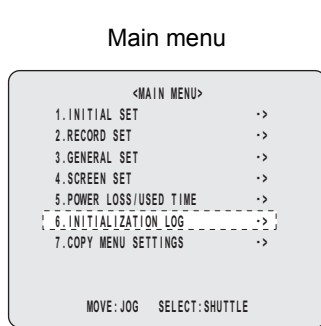 Main menu
<MAIN MENU>
1.INITIAL SET ->
2.RECORD SET ->
3.GENERAL SET ->
4.SCREEN SET ->
5.POWER LOSS/USED TIME ->
6.INITIALIZATION LOG ->
7.COPY MENU SETTINGS ->
MOVE:JOG SELECT:SHUTTLE